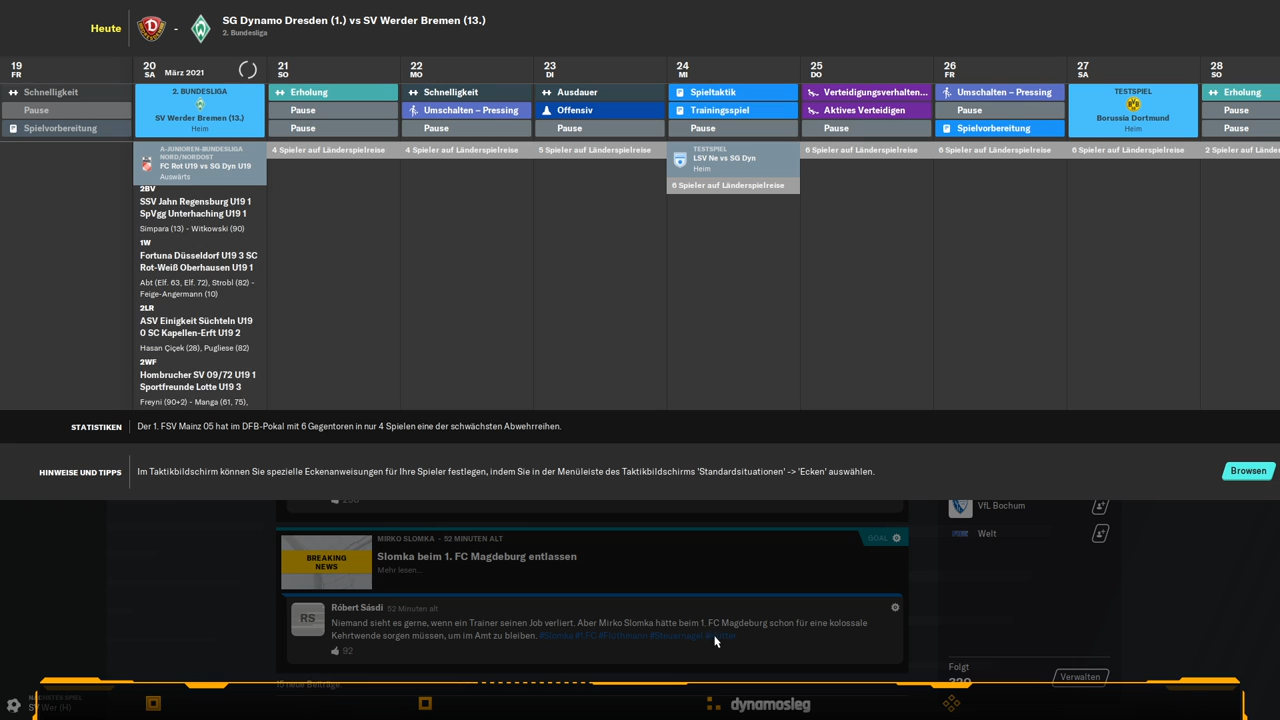 Heute
SG Dynamo Dresden (1.) vs SV Werder Bremen (13.)
2. Bundesliga
-
19
FR
20
SA
März 2021
21
SO
22
MO
23
DI
24
MI
25
DO
26
FR
27
SA
28
SO
Schnelligkeit
Pause
Spielvorbereitung
2. BUNDESLIGA
SV Werder Bremen (13.)
Heim
Erholung
Pause
Pause
Schnelligkeit
Umschalten – Pressing
Pause
Ausdauer
Offensiv
Pause
Spieltaktik
Trainingsspiel
Pause
Verteidigungsverhalten...
Aktives Verteidigen
Pause
Umschalten – Pressing
Pause
Spielvorbereitung
TESTSPIEL
Borussia Dortmund
Heim
Erholung
Pause
Pause
A-JUNIOREN-BUNDESLIGA
NORD/NORDOST
FC Rot U19 vs SG Dyn U19
Auswärts
2BV
SSV Jahn Regensburg U19 1
SpVgg Unterhaching U19 1
Simpara (13) - Witkowski (90)
1W
Fortuna Düsseldorf U19 3 SC
Rot-Weiß Oberhausen U19 1
Abt (Elf. 63, Elf. 72), Strobl (82) -
Feige-Angermann (10)
2LR
ASV Einigkeit Süchteln U19
0 SC Kapellen-Erft U19 2
Hasan Çiçek (28), Pugliese (82)
2WF
Hombrucher SV 09/72 U19 1
Sportfreunde Lotte U19 3
Freyni (90+2) - Manga (61, 75),
4 Spieler auf Länderspielreise
4 Spieler auf Länderspielreise
5 Spieler auf Länderspielreise
TESTSPIEL
LSV Ne vs SG Dyn
Heim
6 Spieler auf Länderspielreise
6 Spieler auf Länderspielreise
6 Spieler auf Länderspielreise
6 Spieler auf Länderspielreise
2 Spieler auf Länder
STATISTIKEN
Der 1. FSV Mainz 05 hat im DFB-Pokal mit 6 Gegentoren in nur 4 Spielen eine der schwächsten Abwehrreihen.
HINWEISE UND TIPPS
Im Taktikbildschirm können Sie spezielle Eckenanweisungen für Ihre Spieler festlegen, indem Sie in der Menüleiste des Taktikbildschirms 'Standardsituationen' -> 'Ecken' auswählen.
Browsen
VfL Bochum
Welt
MIRKO SLOMKA - 52 MINUTEN ALT
GOAL
BREAKING
NEWS
Slomka beim 1. FC Magdeburg entlassen
Mehr lesen...
RS
Róbert Sásdi 52 Minuten alt
Niemand sieht es gerne, wenn ein Trainer seinen Job verliert. Aber Mirko Slomka hätte beim 1. FC Magdeburg schon für eine kolossale
Kehrtwende sorgen müssen, um im Amt zu bleiben. #Slomka #1.FC #Flüthmann #Steuernagel
92
15 neue Beiträge.
Folgt
Verwalten
NÄCHSTES SPIEL
SV Wer (H)
dynamosleg